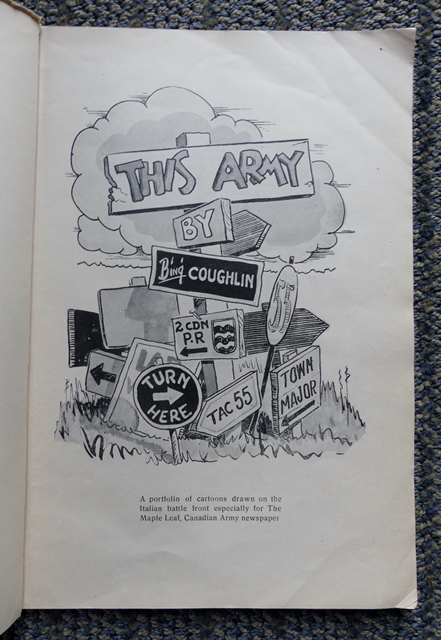 THIS ARMY
BY
Bing COUGHLIN
2 CDN
P.R
TURN
HERE
TAC 55
TOWN
MAJOR
A portfolio of cartoons drawn on the
Italian battle front especially for The
Maple Leaf, Canadian Army newspaper